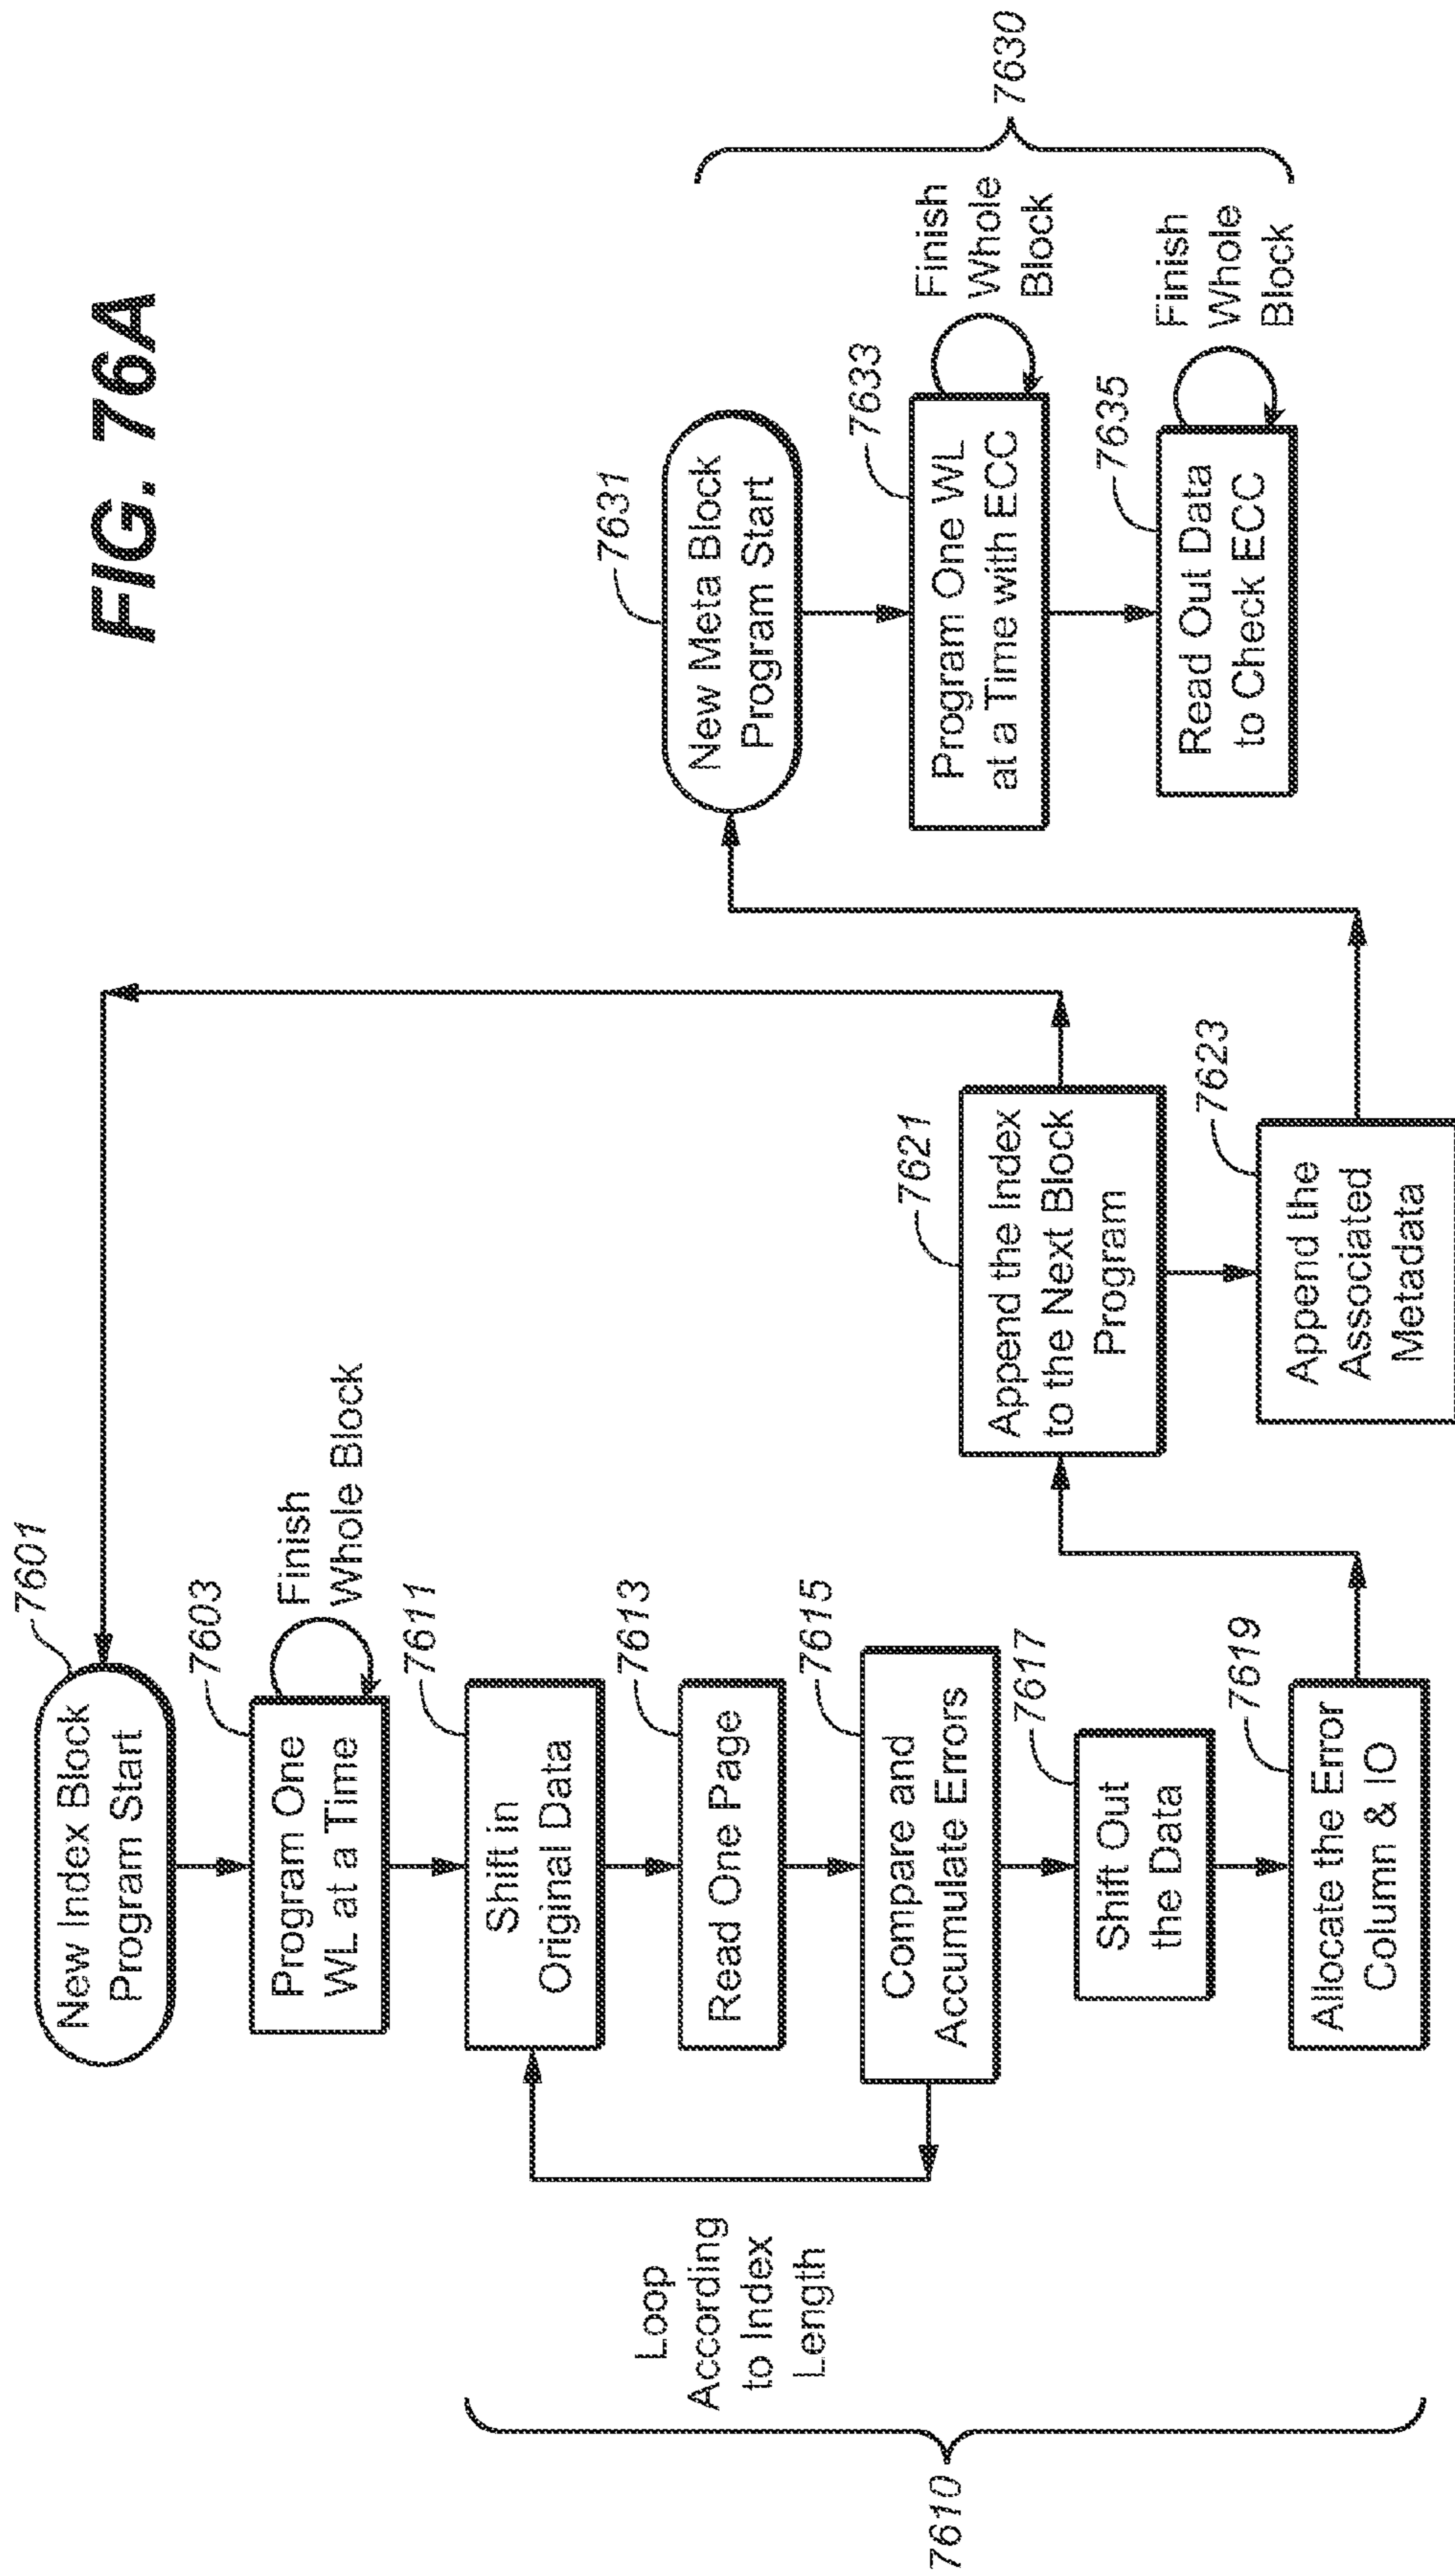 FIG. 76A
7601
New Index Block
Program Start
7603
Program One
WL at a Time
Finish
Whole Block
7611
Shift in
Original Data
7613
Read One Page
7615
Compare and
Accumulate Errors
Loop
According
to Index
Length
7610
7617
Shift Out
the Data
7619
Allocate the Error
Column & IO
7621
Append the Index
to the Next Block
Program
7623
Append the
Associated
Metadata
7631
New Meta Block
Program Start
7633
Program One WL
at a Time with ECC
Finish
Whole
Block
7635
Read Out Data
to Check ECC
Finish
Whole
Block
7630